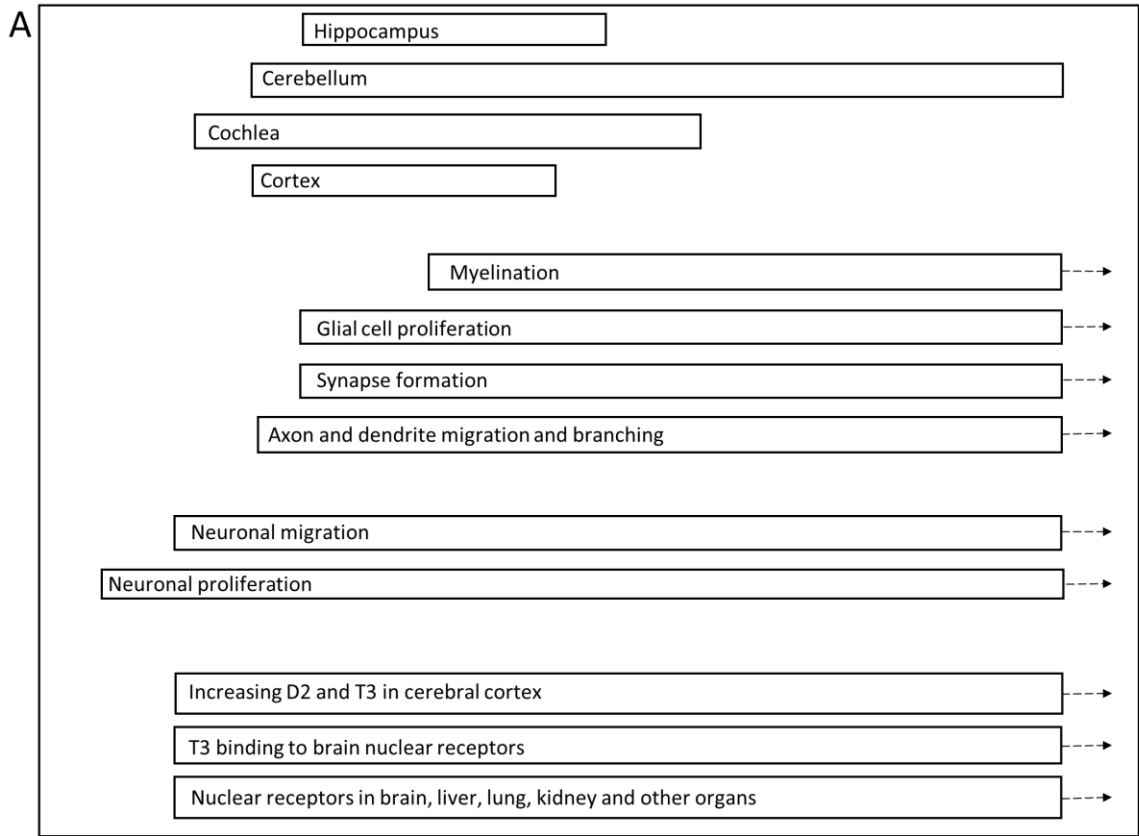 A
Hippocampus
Cerebellum
Cochlea
Cortex
Myelination
Glial cell proliferation
Synapse formation
Axon and dendrite migration and branching
Neuronal migration
Neuronal proliferation
Increasing D2 and T3 in cerebral cortex
T3 binding to brain nuclear receptors
Nuclear receptors in brain, liver, lung, kidney and other organs